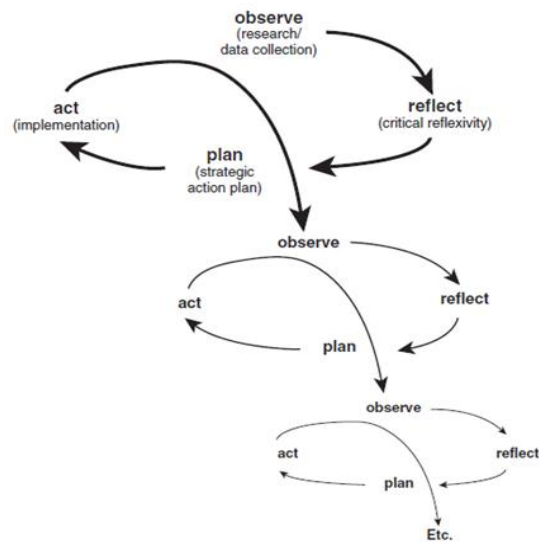 observe
(research/
data collection)
reflect
(critical reflexivity)
act
(implementation)
plan
(strategic
action plan)
observe
reflect
act
plan
observe
reflect
act
plan
Etc.